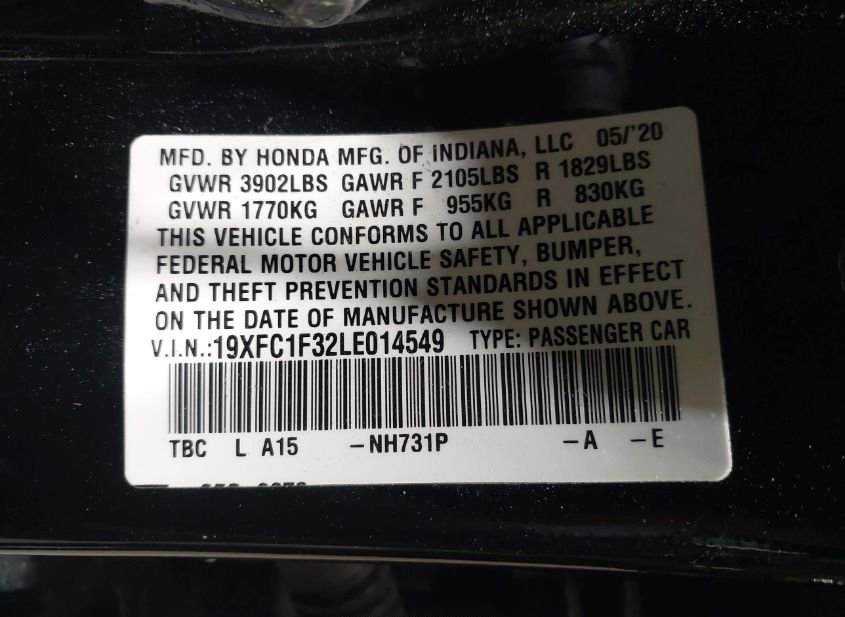 MFD. BY HONDA MFG. OF INDIANA, LLC 05/'20
GVWR 3902LBS GAWR F 2105LBS R 1829LBS
GVWR 1770KG GAWR F 955KG R 830KG
THIS VEHICLE CONFORMS TO ALL APPLICABLE
FEDERAL MOTOR VEHICLE SAFETY, BUMPER,
AND THEFT PREVENTION STANDARDS IN EFFECT
ON THE DATE OF MANUFACTURE SHOWN ABOVE.
V.I.N.:19XFC1F32LE014549 TYPE: PASSENGER CAR
TBC L A15 –NH731P –A –E